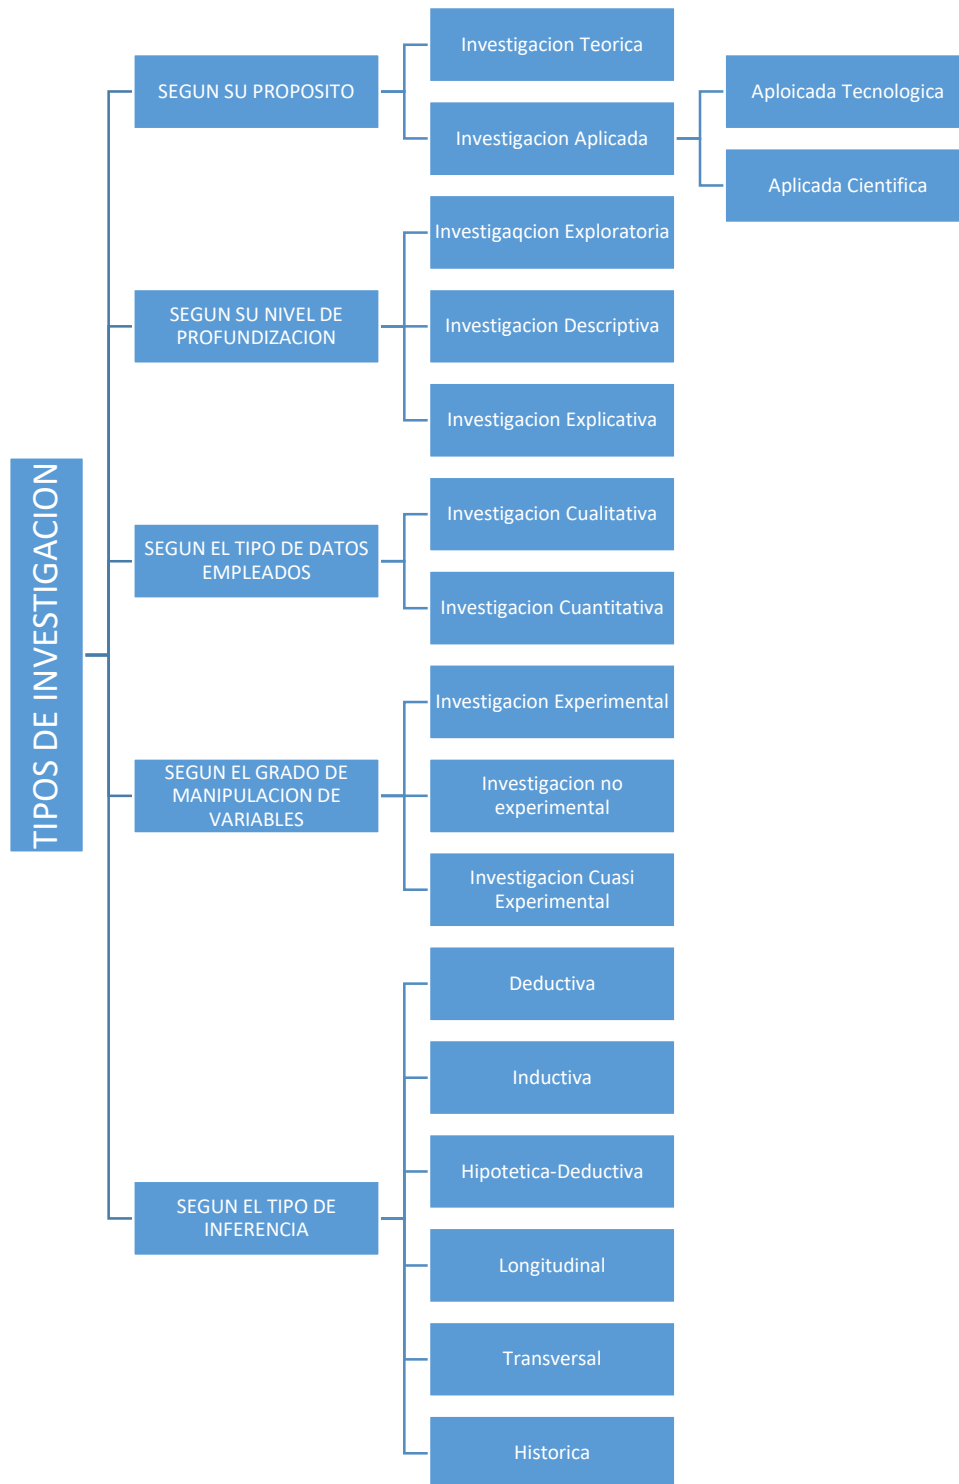 TIPOS DE INVESTIGACION
SEGUN SU PROPOSITO
Investigacion Teorica
Investigacion Aplicada
Aploicada Tecnologica
Aplicada Cientifica
SEGUN SU NIVEL DE
PROFUNDIZACION
Investigaqcion Exploratoria
Investigacion Descriptiva
Investigacion Explicativa
SEGUN EL TIPO DE DATOS
EMPLEADOS
Investigacion Cualitativa
Investigacion Cuantitativa
SEGUN EL GRADO DE
MANIPULACION DE
VARIABLES
Investigacion Experimental
Investigacion no
experimental
Investigacion Cuasi
Experimental
SEGUN EL TIPO DE
INFERENCIA
Deductiva
Inductiva
Hipotetica-Deductiva
Longitudinal
Transversal
Historica